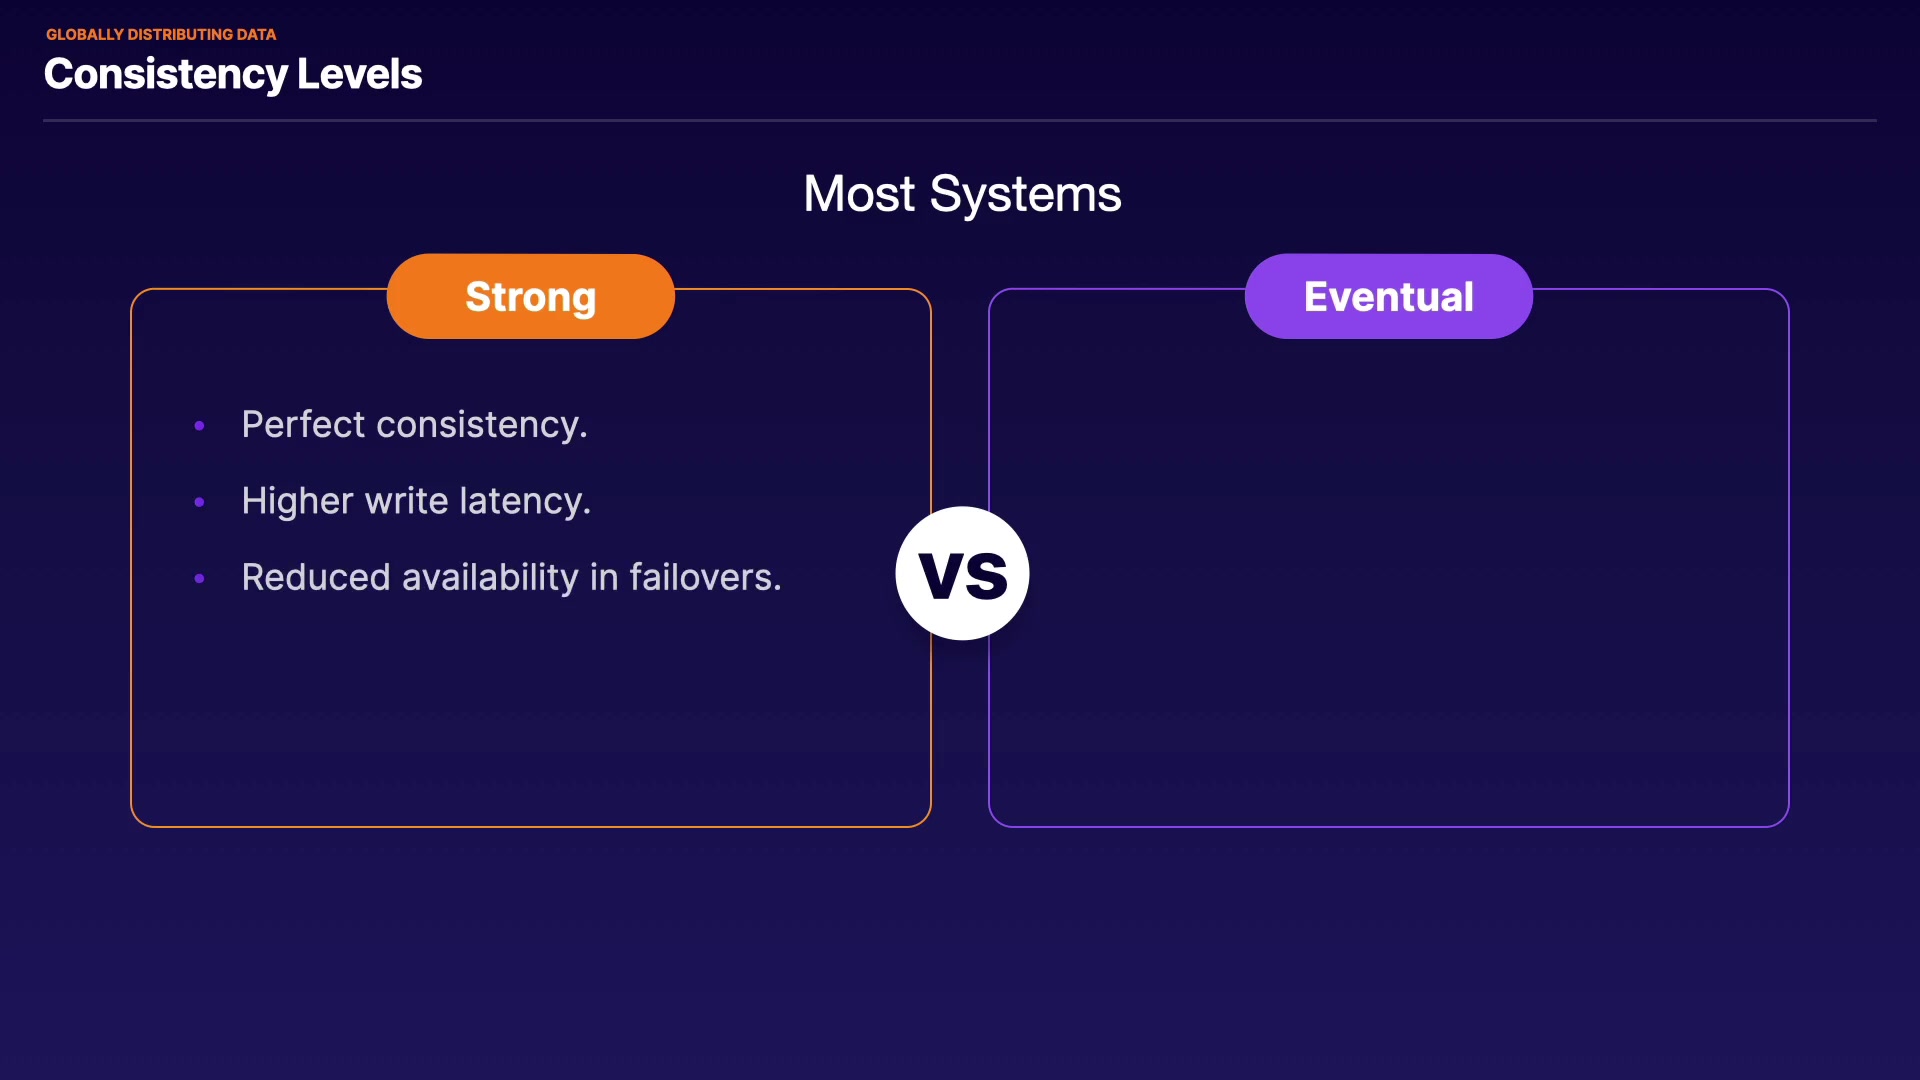 GLOBALLY DISTRIBUTING DATA
Consistency Levels
Most Systems
Strong
• Perfect consistency.
• Higher write latency.
• Reduced availability in failovers.
VS
Eventual